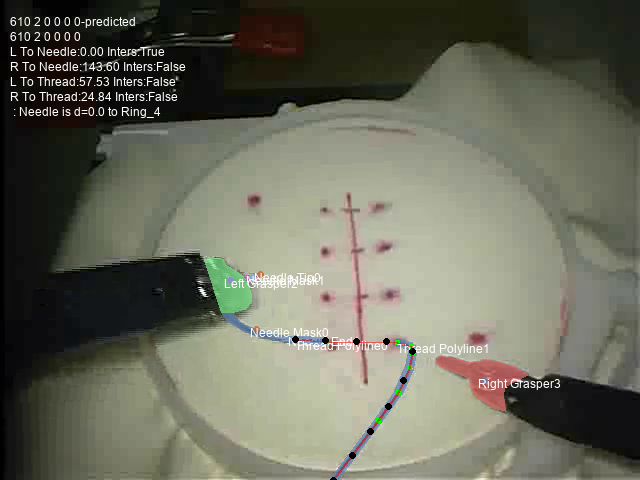 610 2 0 0 0 0-predicted
610 2 0 0 0 0
L To Needle:0.00 Inters:True
R To Needle:143.60 Inters:False
L To Thread:57.53 Inters:False
R To Thread:24.84 Inters:False
: Needle is d=0.0 to Ring_4
Needle Tip0
Left Grasper2
Needle Mask0
Thread Polyline0
Thread Polyline1
Right Grasper3